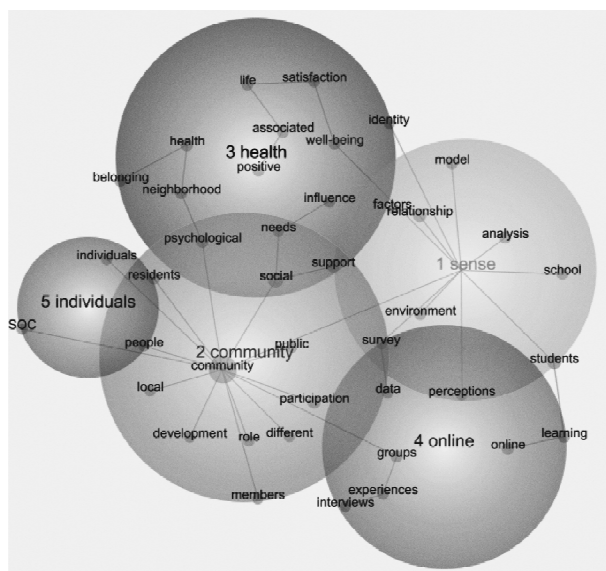 life
satisfaction
associated
identity
health
3 health
well-being
model
positive
belonging
neighborhood
influence
factors
relationship
psychological
needs
analysis
individuals
residents
social
support
1 sense
school
5 individuals
environment
SOC
people
2 community
public
survey
community
students
local
data
perceptions
participation
development
role
different
4 online
online
learning
groups
members
experiences
interviews